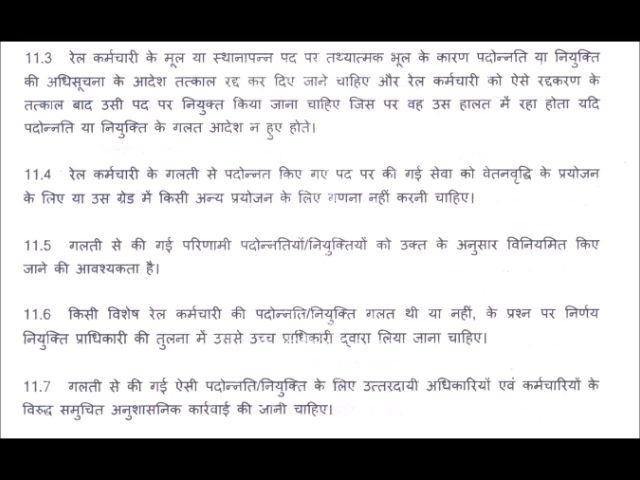 11.3 रेल कर्मचारी के मूल या स्थानापन्न पद पर तथ्यात्मक भूल के कारण पदोन्नति या नियुक्ति
की अधिसूचना के आदेश तत्काल रद्द कर दिए जाने चाहिए और रेल कर्मचारी को ऐसे रद्दकरण के
तत्काल बाद उसी पद पर नियुक्त किया जाना चाहिए जिस पर वह उस हालत में रहा होता यदि
पदोन्नति या नियुक्ति के गलत आदेश न हुए होते।
11.4 रेल कर्मचारी के गलती से पदोन्नत किए गए पद पर की गई सेवा को वेतनवृद्धि के प्रयोजन
के लिए या उस ग्रेड में किसी अन्य प्रयोजन के लिए गणना नहीं करनी चाहिए।
11.5 गलती से की गई परिणामी पदोन्नतियों/नियुक्तियों को उक्त के अनुसार विनियमित किए
जाने की आवश्यकता है।
11.6 किसी विशेष रेल कर्मचारी की पदोन्नति/नियुक्ति गलत थी या नहीं, के प्रश्न पर निर्णय
नियुक्ति प्राधिकारी की तुलना में उससे उच्च प्राधिकारी द्वारा लिया जाना चाहिए।
11.7 गलती से की गई ऐसी पदोन्नति/नियुक्ति के लिए उत्तरदायी अधिकारियों एवं कर्मचारियों के
विरुद्ध समुचित अनुशासनिक कार्रवाई की जानी चाहिए।